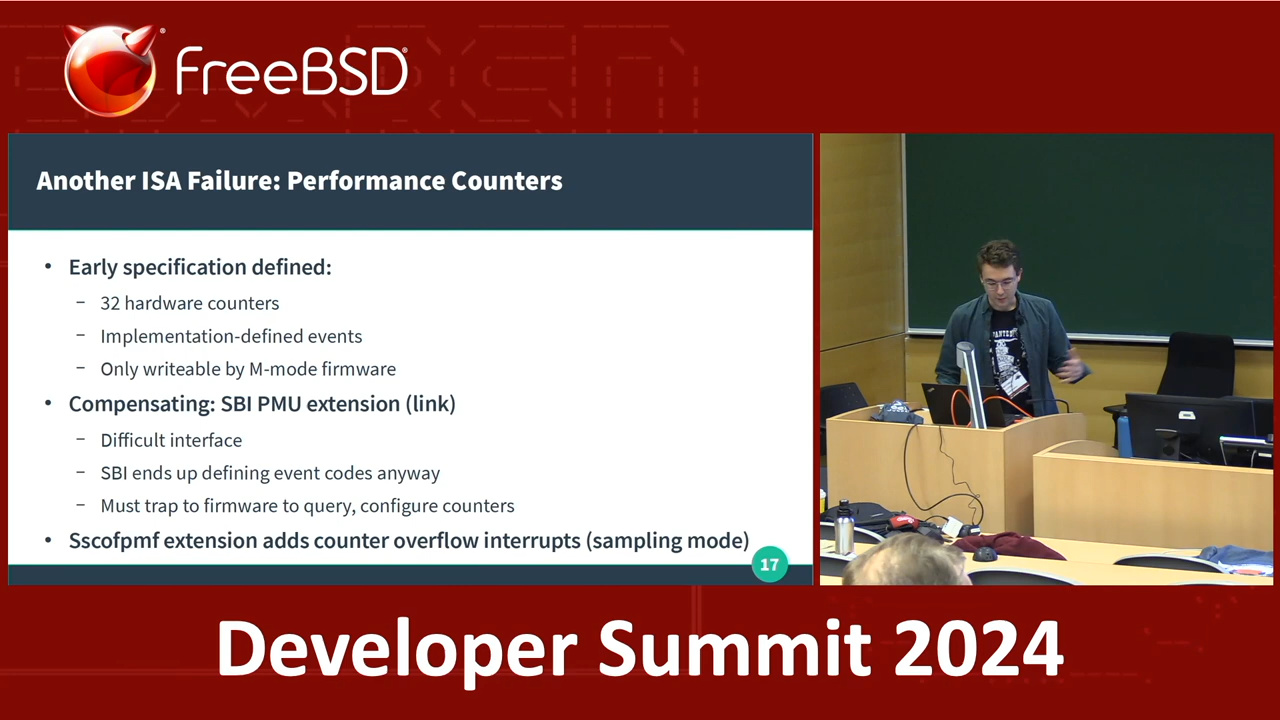 FreeBSD®
Another ISA Failure: Performance Counters
• Early specification defined:
– 32 hardware counters
– Implementation-defined events
– Only writeable by M-mode firmware
• Compensating: SBI PMU extension (link)
– Difficult interface
– SBI ends up defining event codes anyway
– Must trap to firmware to query, configure counters
• Sscofpmf extension adds counter overflow interrupts (sampling mode)
17
Developer Summit 2024